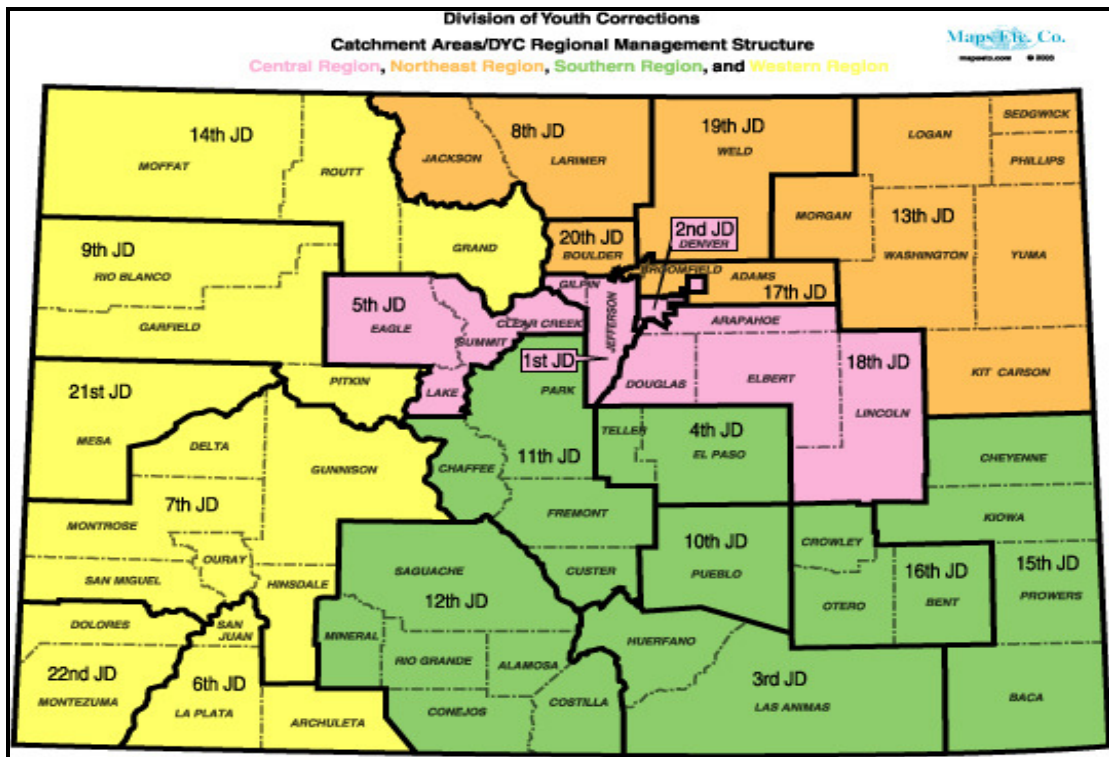 Division of Youth Corrections
Catchment Areas/DYC Regional Management Structure
Central Region, Northeast Region, Southern Region, and Western Region
Maps Etc. Co.
mapsetc.com © 2003
14th JD
MOFFAT
ROUTT
JACKSON
8th JD
LARIMER
19th JD
WELD
LOGAN
SEDGWICK
PHILLIPS
9th JD
RIO BLANCO
GARFIELD
GRAND
20th JD
BOULDER
2nd JD
DENVER
BROOMFIELD
ADAMS
17th JD
MORGAN
13th JD
WASHINGTON
YUMA
5th JD
EAGLE
SUMMIT
CLEAR CREEK
GILPIN
JEFFERSON
1st JD
ARAPAHOE
DOUGLAS
ELBERT
18th JD
LINCOLN
KIT CARSON
21st JD
MESA
PITKIN
LAKE
PARK
DELTA
GUNNISON
CHAFFEE
11th JD
TELLER
4th JD
EL PASO
CHEYENNE
7th JD
MONTROSE
OURAY
SAN MIGUEL
HINSDALE
FREMONT
CUSTER
10th JD
PUEBLO
CROWLEY
KIOWA
OTERO
16th JD
BENT
15th JD
PROWERS
DOLORES
SAN
JUAN
SAGUACHE
12th JD
MINERAL
RIO GRANDE
ALAMOSA
HUERFANO
22nd JD
MONTEZUMA
6th JD
LA PLATA
ARCHULETA
CONEJOS
COSTILLA
3rd JD
LAS ANIMAS
BACA